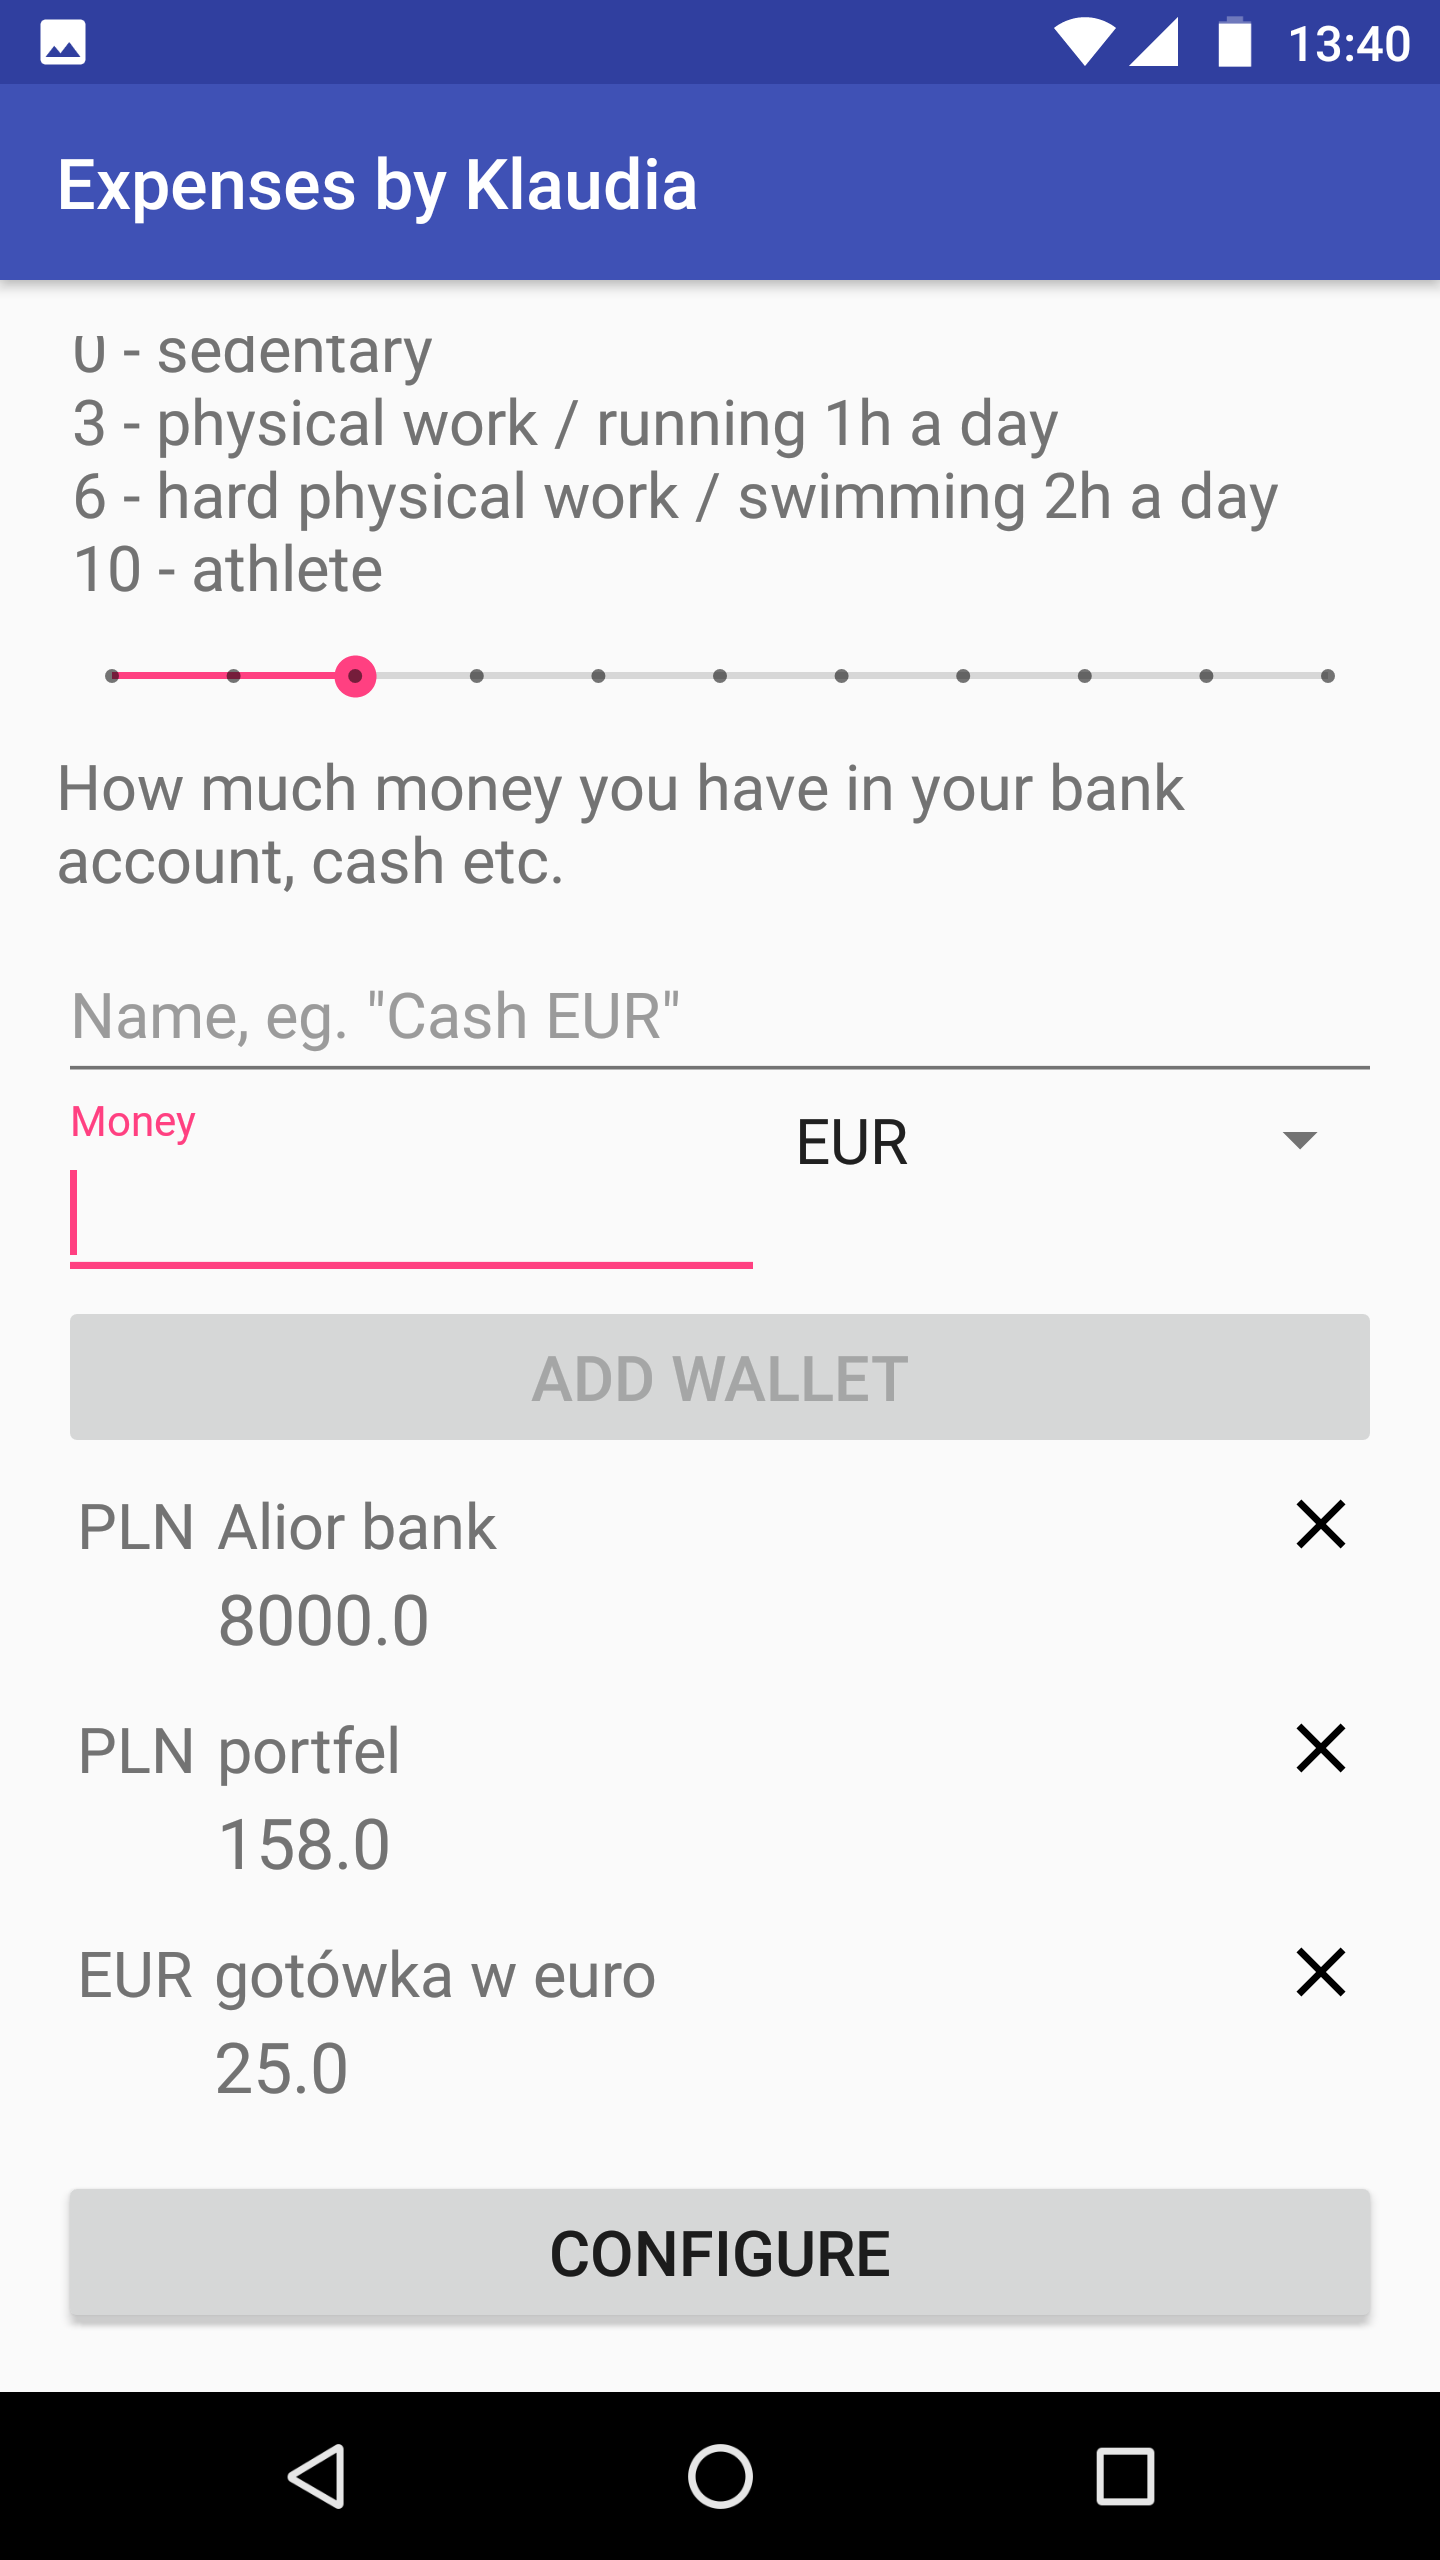 13:40
Expenses by Klaudia
0 - sedentary
3 - physical work / running 1h a day
6 - hard physical work / swimming 2h a day
10 - athlete
How much money you have in your bank
account, cash etc.
Name, eg. "Cash EUR"
Money
EUR
ADD WALLET
PLN Alior bank
8000.0
PLN portfel
158.0
EUR gotówka w euro
25.0
CONFIGURE